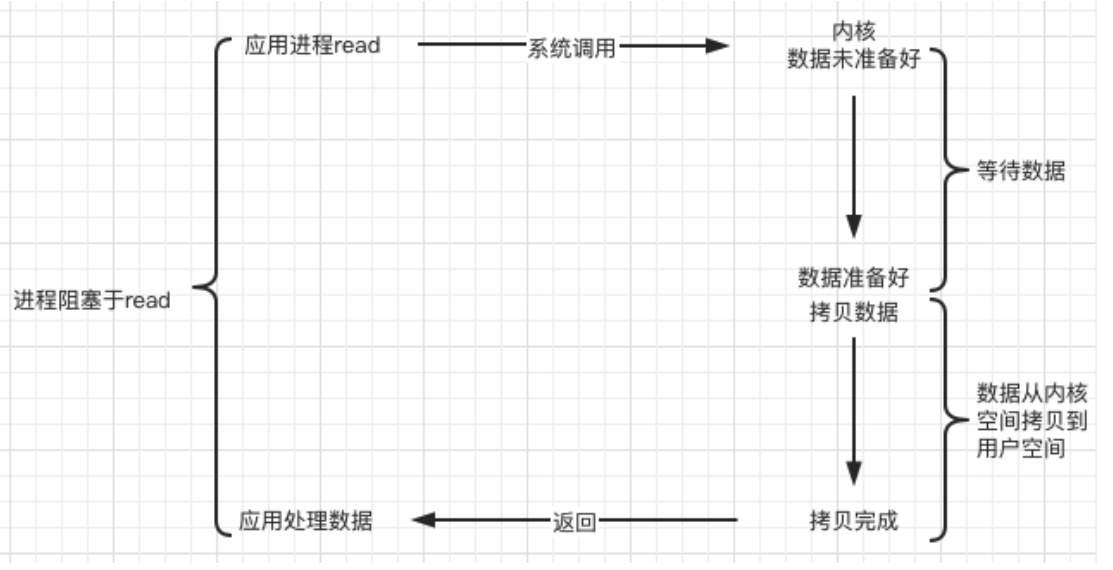 应用进程read
系统调用
内核
数据未准备好
等待数据
数据准备好
进程阻塞于read
拷贝数据
数据从内核
空间拷贝到
用户空间
应用处理数据
返回
拷贝完成